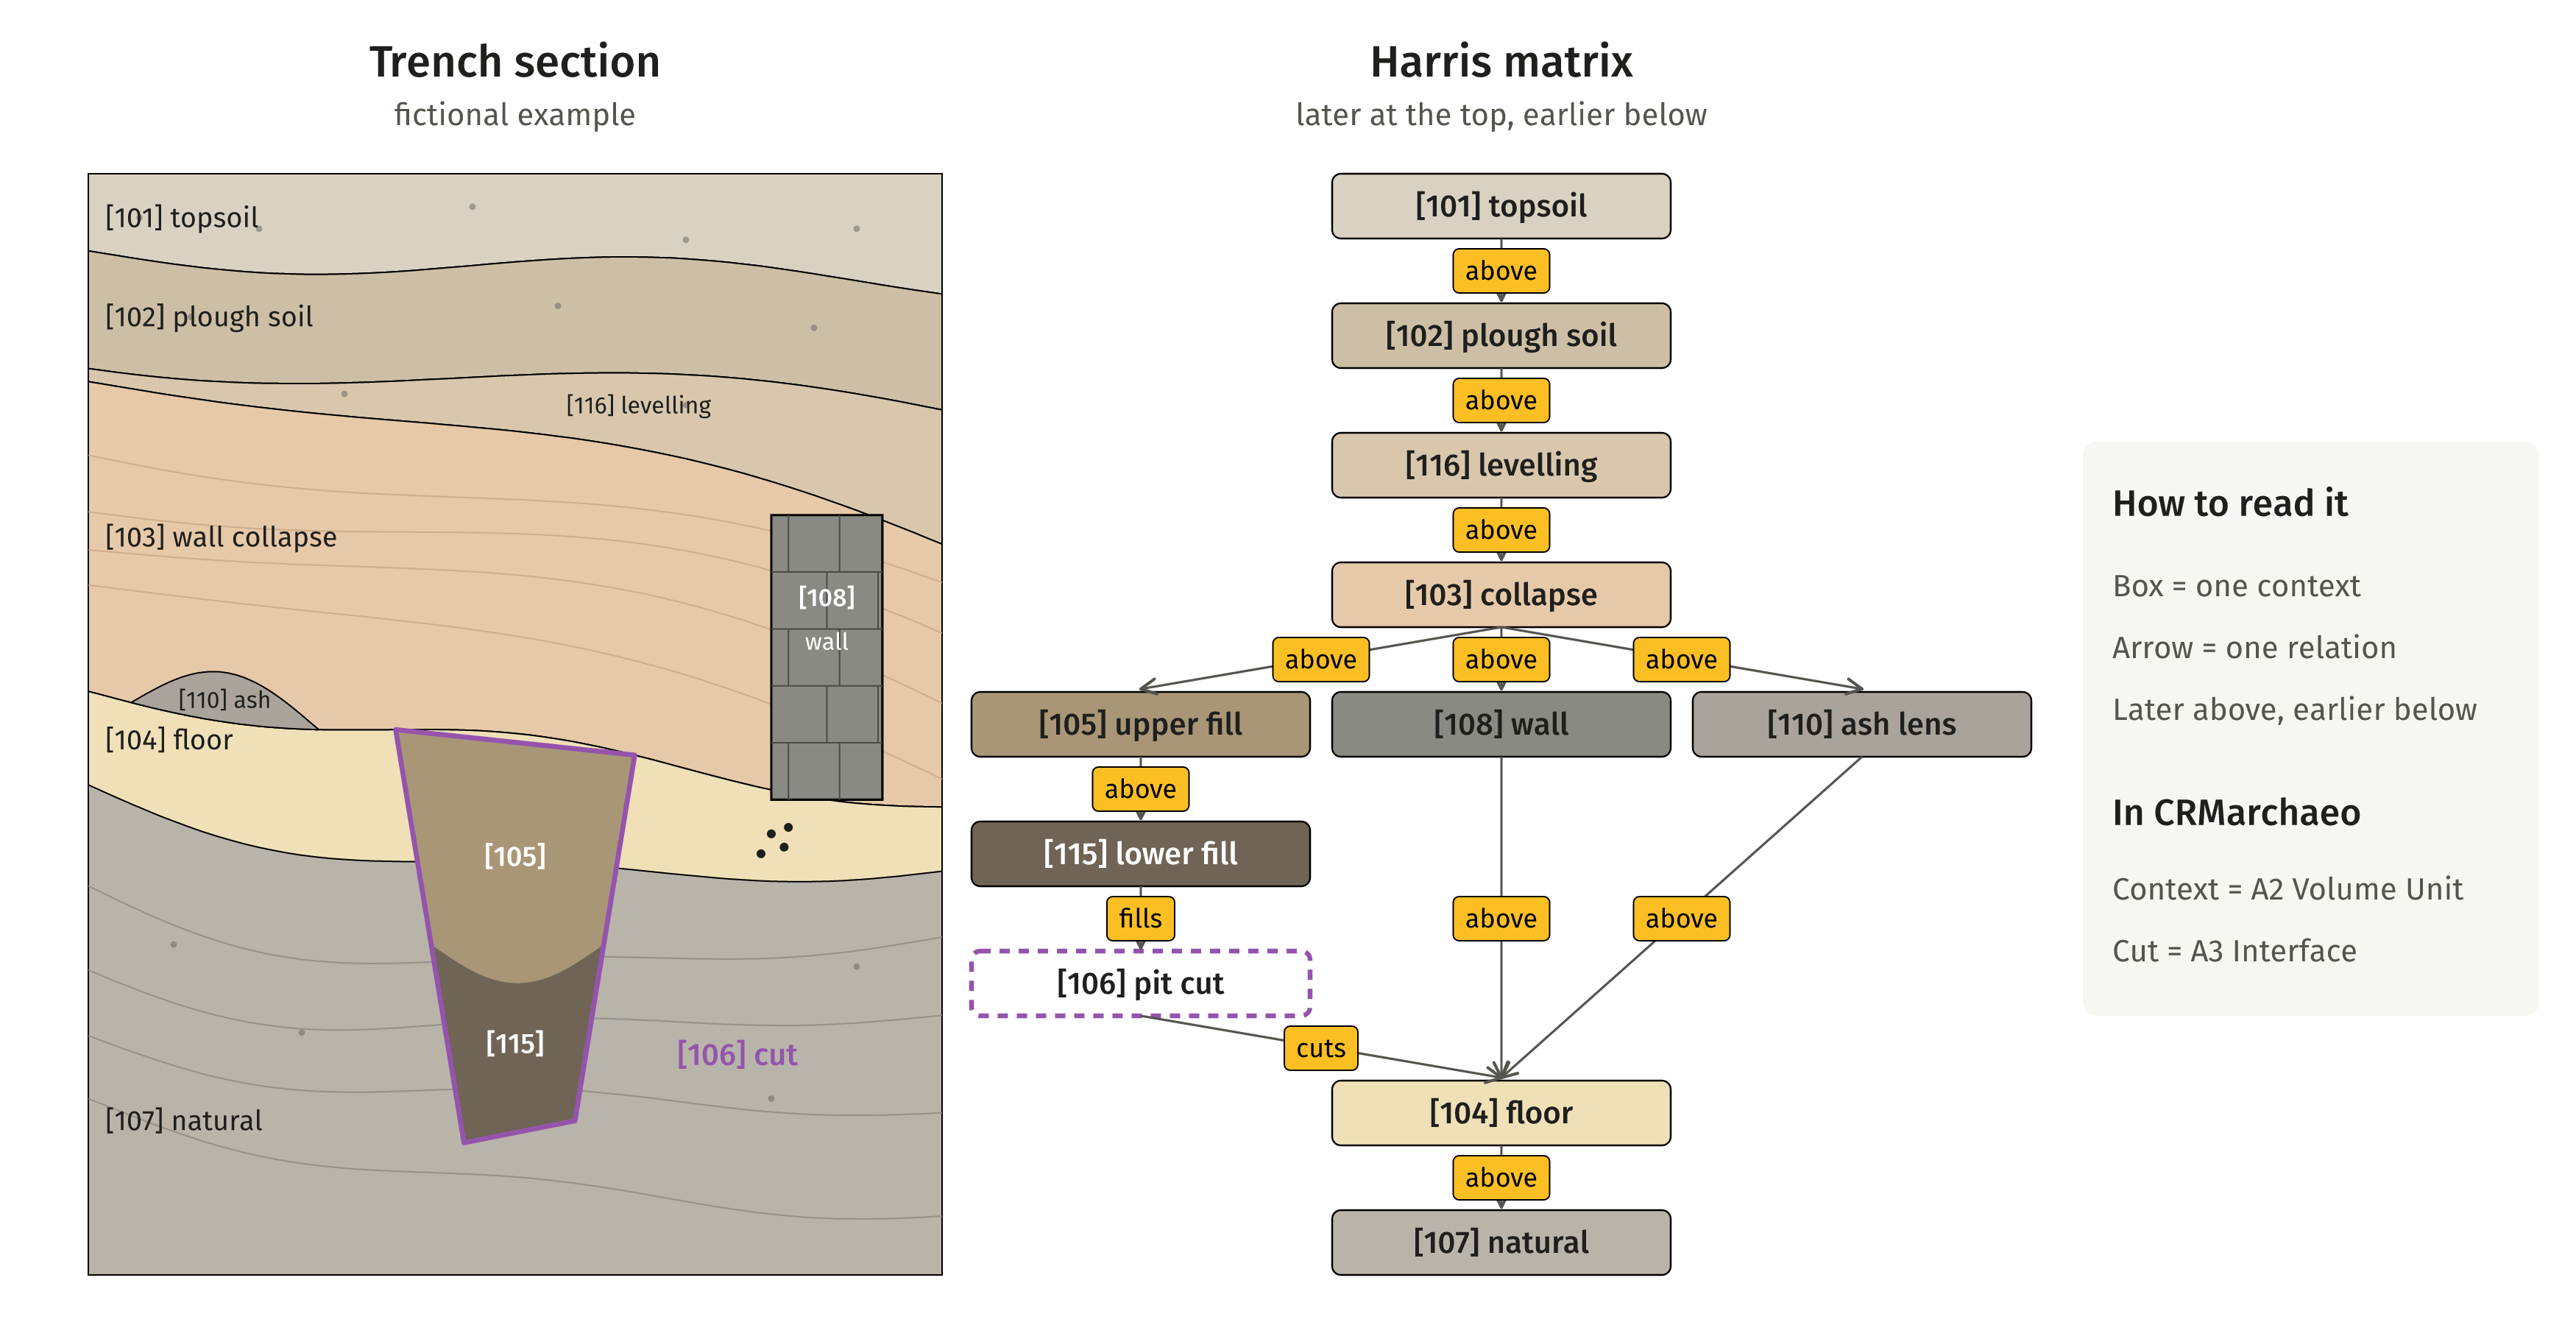 Trench section
fictional example
[101] topsoil
[102] plough soil
[116] levelling
[103] wall collapse
[108]
wall
[110] ash
[104] floor
[105]
[115]
[106] cut
[107] natural
Harris matrix
later at the top, earlier below
[101] topsoil
above
[102] plough soil
above
[116] levelling
above
[103] collapse
above
above
above
[105] upper fill
[108] wall
[110] ash lens
above
[115] lower fill
fills
above
above
[106] pit cut
cuts
[104] floor
above
[107] natural
How to read it
Box = one context
Arrow = one relation
Later above, earlier below
In CRMarchaeo
Context = A2 Volume Unit
Cut = A3 Interface